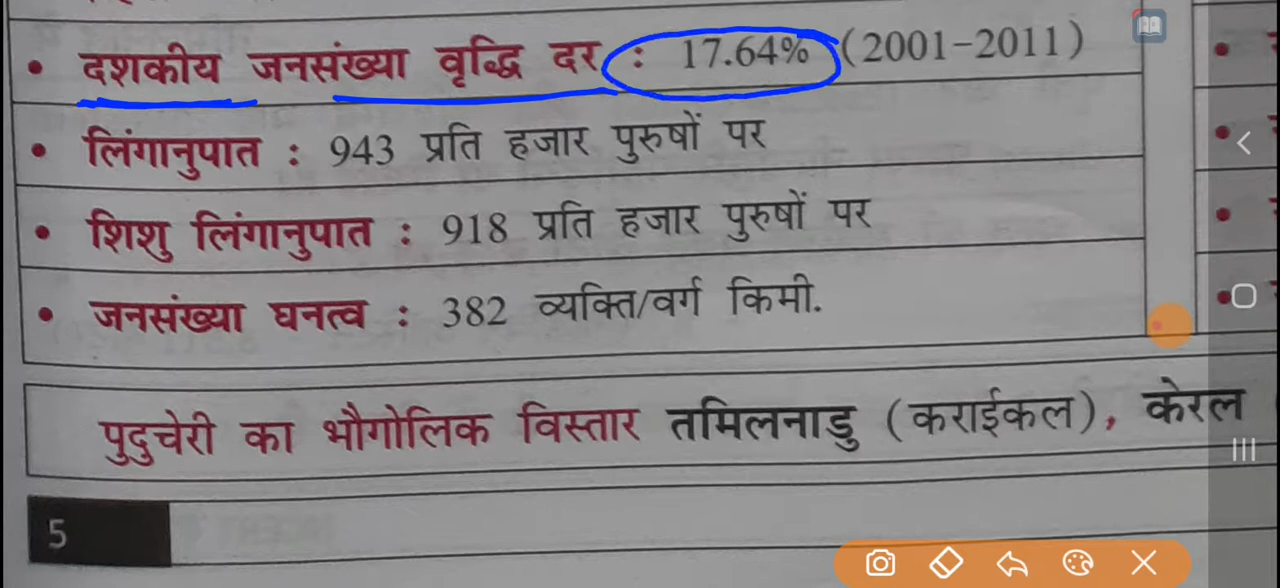 • दशकीय जनसंख्या वृद्धि दर : 17.64% (2001-2011)
• लिंगानुपात : 943 प्रति हजार पुरुषों पर
• शिशु लिंगानुपात : 918 प्रति हजार पुरुषों पर
• जनसंख्या घनत्व : 382 व्यक्ति/वर्ग किमी.
पुदुचेरी का भौगोलिक विस्तार तमिलनाडु (कराईकल), केरल
5